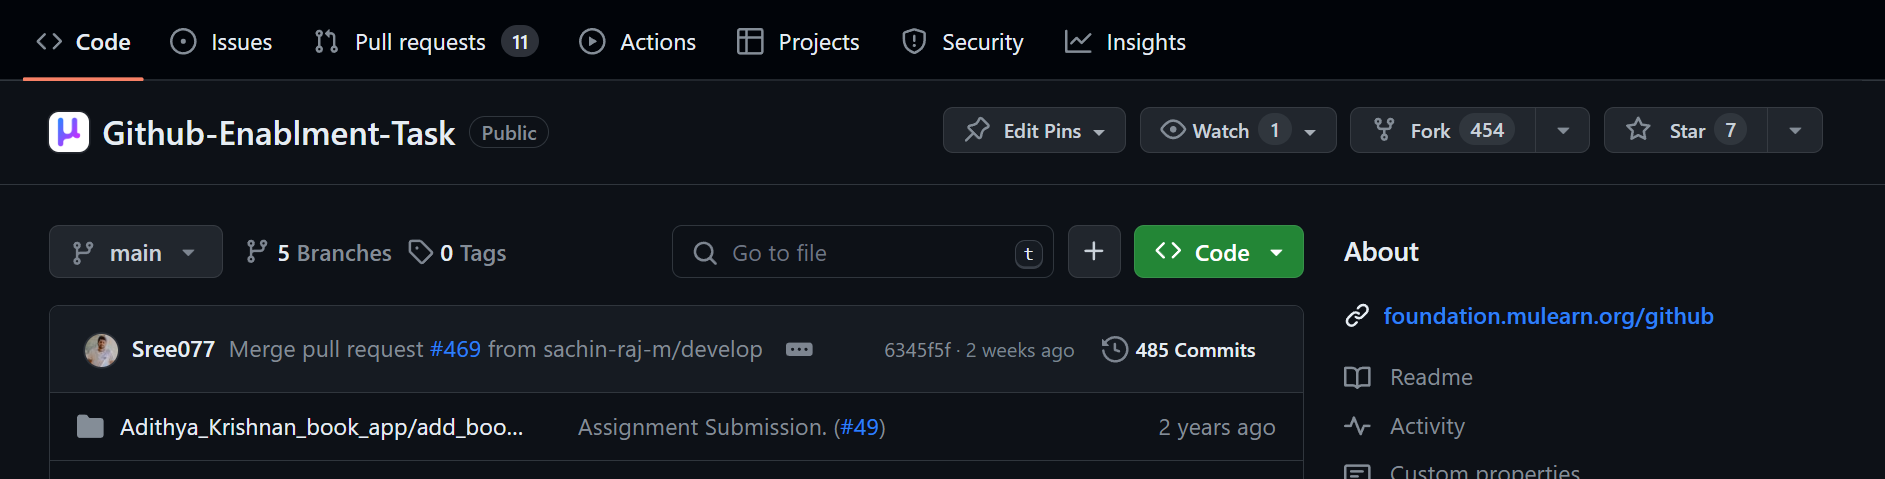 Code Issues Pull requests 11 Actions Projects Security Insights
µ Github-Enablment-Task Public Edit Pins Watch 1 Fork 454 Star 7
main 5 Branches 0 Tags Go to file t + Code
About
foundation.mulearn.org/github
Sree077 Merge pull request #469 from sachin-raj-m/develop 6345f5f · 2 weeks ago 485 Commits
Readme
Adithya_Krishnan_book_app/add_boo... Assignment Submission. (#49) 2 years ago
Activity
Custom properties